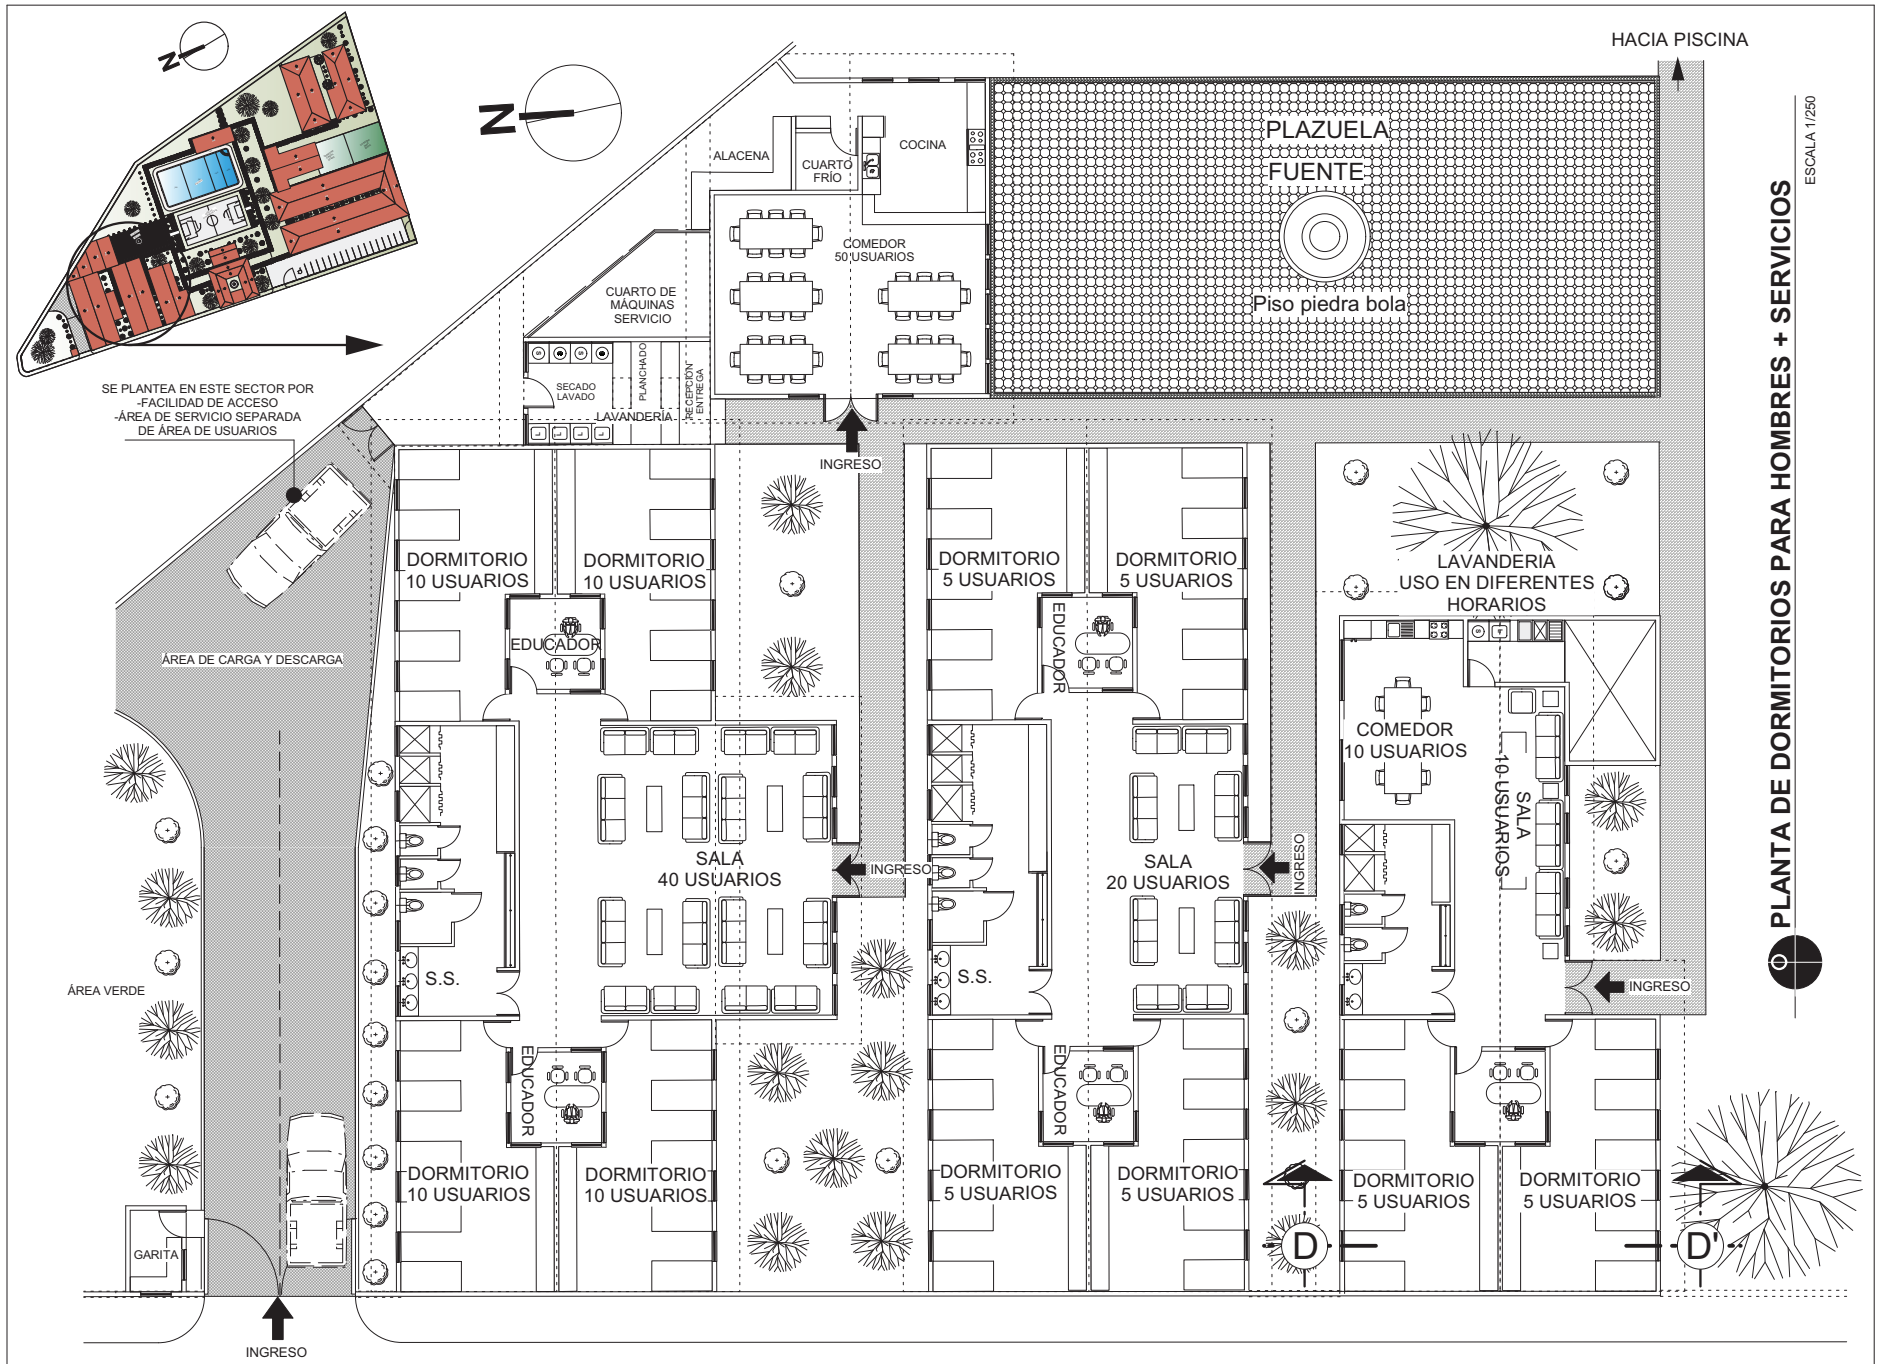 N
N
HACIA PISCINA
ESCALA 1/250
PLANTA DE DORMITORIOS PARA HOMBRES + SERVICIOS
PLAZUELA
FUENTE
Piso piedra bola
ALACENA
CUARTO
FRÍO
COCINA
COMEDOR
50 USUARIOS
CUARTO DE
MÁQUINAS
SERVICIO
SECADO
LAVADO
PLANCHADO
RECEPCIÓN
ENTREGA
LAVANDERÍA
S
S
L
L
L
L
SE PLANTEA EN ESTE SECTOR POR
-FACILIDAD DE ACCESO
-ÁREA DE SERVICIO SEPARADA
DE ÁREA DE USUARIOS
INGRESO
DORMITORIO
10 USUARIOS
DORMITORIO
10 USUARIOS
DORMITORIO
5 USUARIOS
DORMITORIO
5 USUARIOS
LAVANDERIA
USO EN DIFERENTES
HORARIOS
EDUCADOR
EDUCADOR
S
ÁREA DE CARGA Y DESCARGA
COMEDOR
10 USUARIOS
SALA
10 USUARIOS
SALA
40 USUARIOS
INGRESO
SALA
20 USUARIOS
INGRESO
S.S.
S.S.
INGRESO
ÁREA VERDE
EDUCADOR
EDUCADOR
DORMITORIO
10 USUARIOS
DORMITORIO
10 USUARIOS
DORMITORIO
5 USUARIOS
DORMITORIO
5 USUARIOS
DORMITORIO
5 USUARIOS
DORMITORIO
5 USUARIOS
D
D'
GARITA
INGRESO